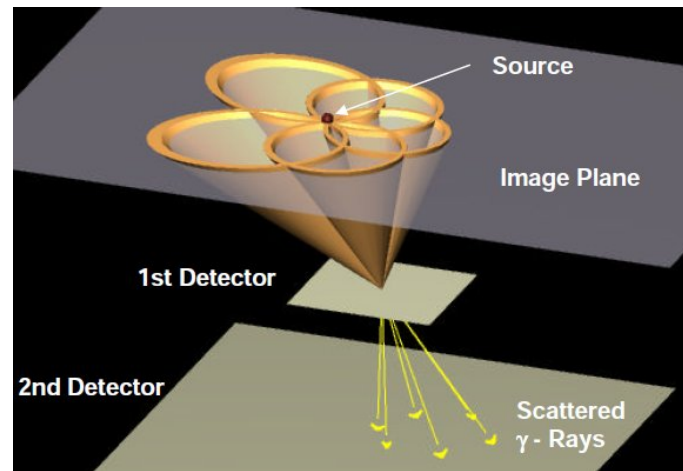 Source
Image Plane
1st Detector
2nd Detector
Scattered
γ - Rays